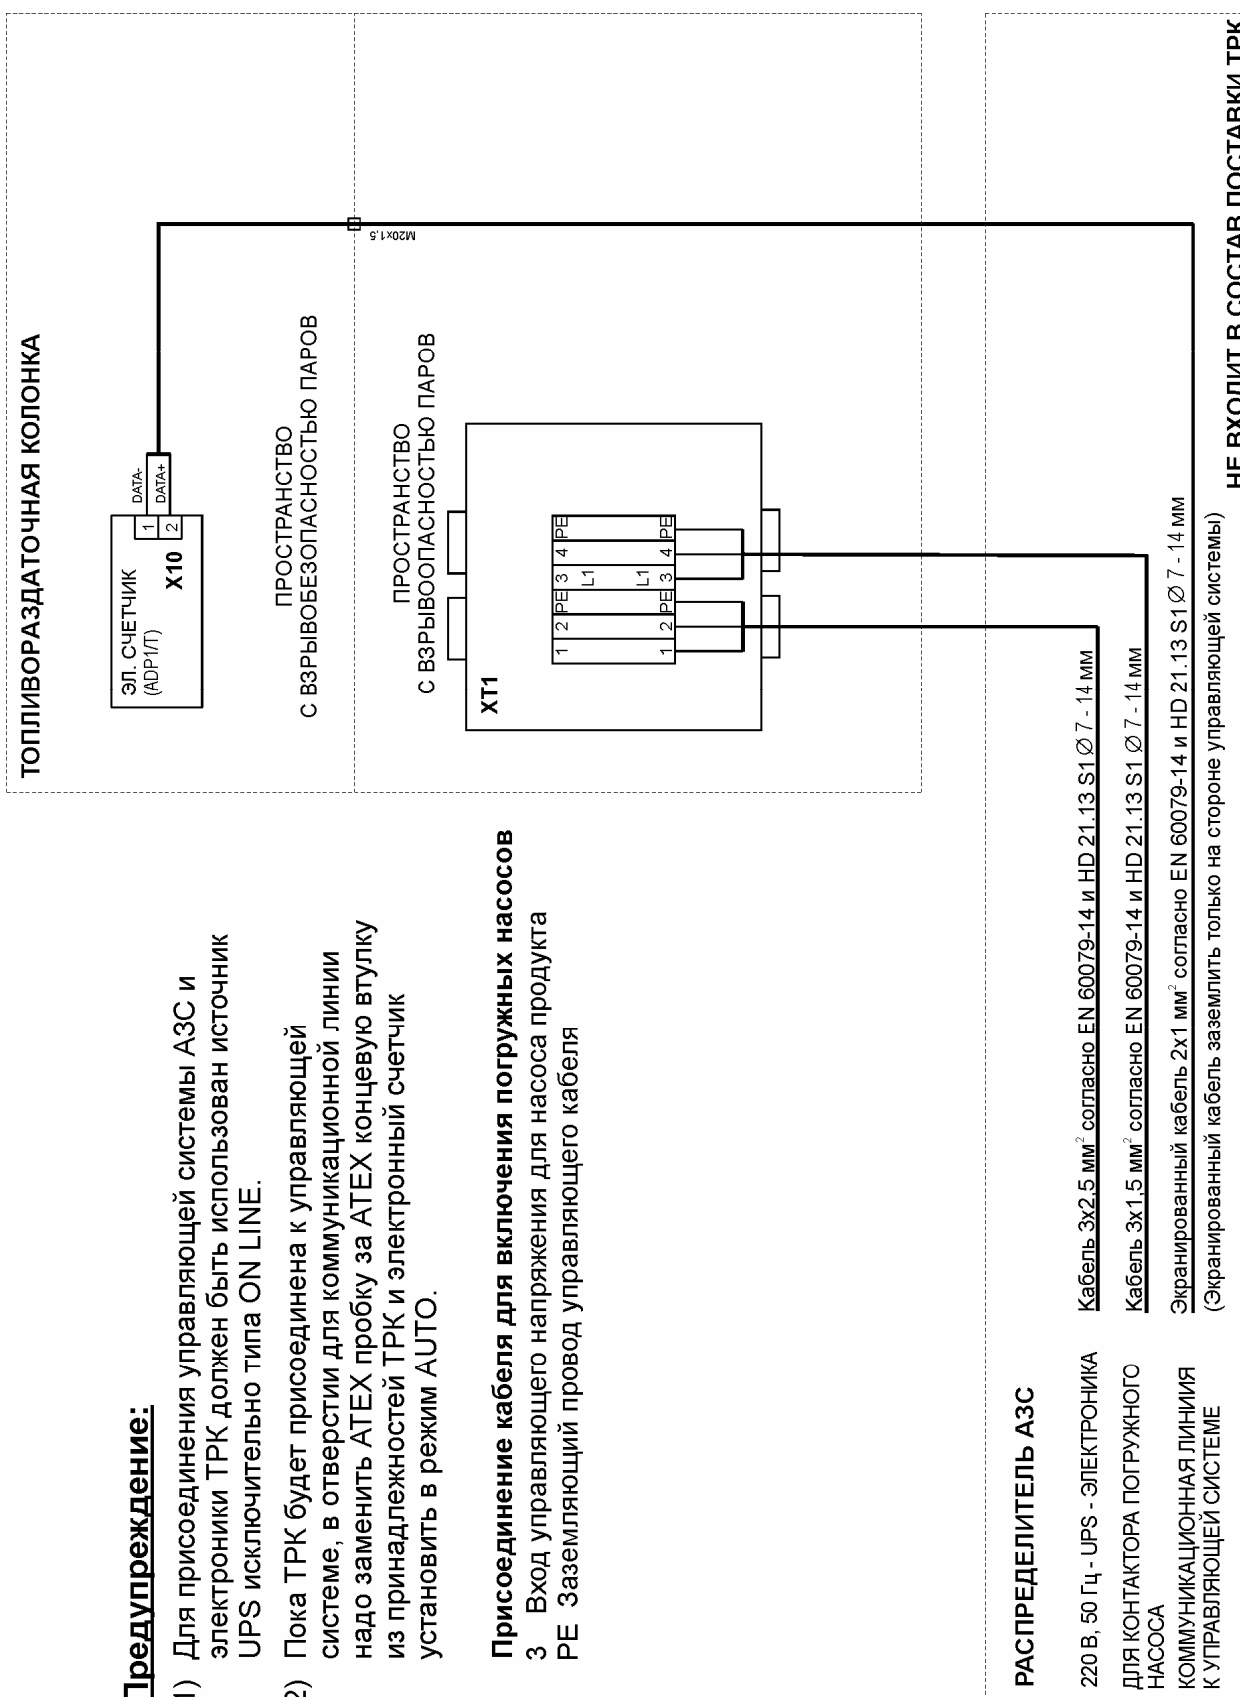 Предупреждение:
1) Для присоединения управляющей системы АЗС и
электроники ТРК должен быть использован источник
UPS исключительно типа ON LINE.
2) Пока ТРК будет присоединена к управляющей
системе, в отверстии для коммуникационной линии
надо заменить ATEX пробку за ATEX концевую втулку
из принадлежностей ТРК и электронный счетчик
установить в режим AUTO.
Присоединение кабеля для включения погружных насосов
3 Вход управляющего напряжения для насоса продукта
PE Заземляющий провод управляющего кабеля
ТОПЛИВОРАЗДАТОЧНАЯ КОЛОНКА
ЭЛ. СЧЕТЧИК
(ADP1/T)
X10
1
2
DATA-
DATA+
ПРОСТРАНСТВО
С ВЗРЫВОБЕЗОПАСНОСТЬЮ ПАРОВ
M20x1,5
ПРОСТРАНСТВО
С ВЗРЫВООПАСНОСТЬЮ ПАРОВ
XT1
1 2 PE 3 4 PE
L1
L1
1 2 PE 3 4 PE
РАСПРЕДЕЛИТЕЛЬ АЗС
220 В, 50 Гц - UPS - ЭЛЕКТРОНИКА
Кабель 3x2,5 мм² согласно EN 60079-14 и HD 21.13 S1 Ø 7 - 14 мм
ДЛЯ КОНТАКТОРА ПОГРУЖНОГО
НАСОСА
Кабель 3x1,5 мм² согласно EN 60079-14 и HD 21.13 S1 Ø 7 - 14 мм
КОММУНИКАЦИОННАЯ ЛИНИИЯ
К УПРАВЛЯЮЩЕЙ СИСТЕМЕ
Экранированный кабель 2x1 мм² согласно EN 60079-14 и HD 21.13 S1 Ø 7 - 14 мм
(Экранированный кабель заземлить только на стороне управляющей системы)
НЕ ВХОДИТ В СОСТАВ ПОСТАВКИ ТРК